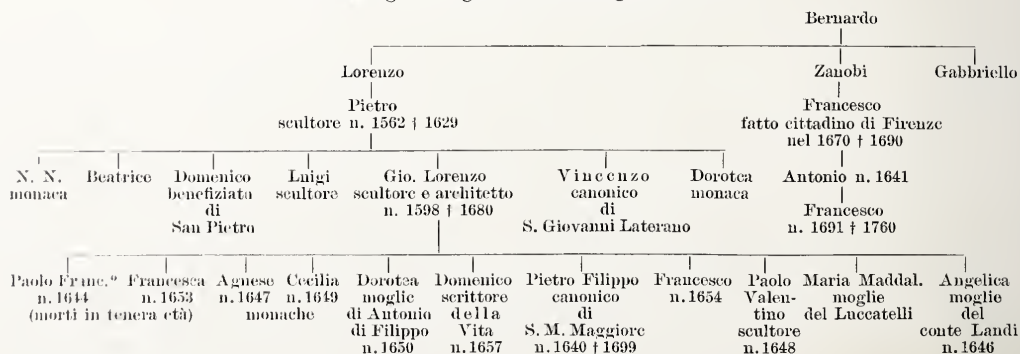 Bernardo
Lorenzo
Zanobi
Gabbriello
Pietro
scultore n. 1562 † 1629
Francesco
fatto cittadino di Firenze
nel 1670 † 1690
N. N.
monaca
Beatrice
Domenico
benefiziato
di
San Pietro
Luigi
scultore
Gio. Lorenzo
scultore e architetto
n. 1598 † 1680
Vincenzo
canonico
di
S. Giovanni Laterano
Dorotea
monaca
Antonio n. 1641
Francesco
n. 1691 † 1760
Paolo Franc.º
n. 1644
Francesca
n. 1653
(morti in tenera età)
Agnese
n. 1647
Cecilia
n. 1649
monache
Dorotea
moglie
di Antonio
di Filippo
n. 1650
Domenico
scrittore
della
Vita
n. 1657
Pietro Filippo
canonico
di
S. M. Maggiore
n. 1640 † 1699
Francesco
n. 1654
Paolo
Valen-
tino
scultore
n. 1648
Maria Maddal.
moglie
del Luccatelli
Angelica
moglie
del
conte Landi
n. 1646